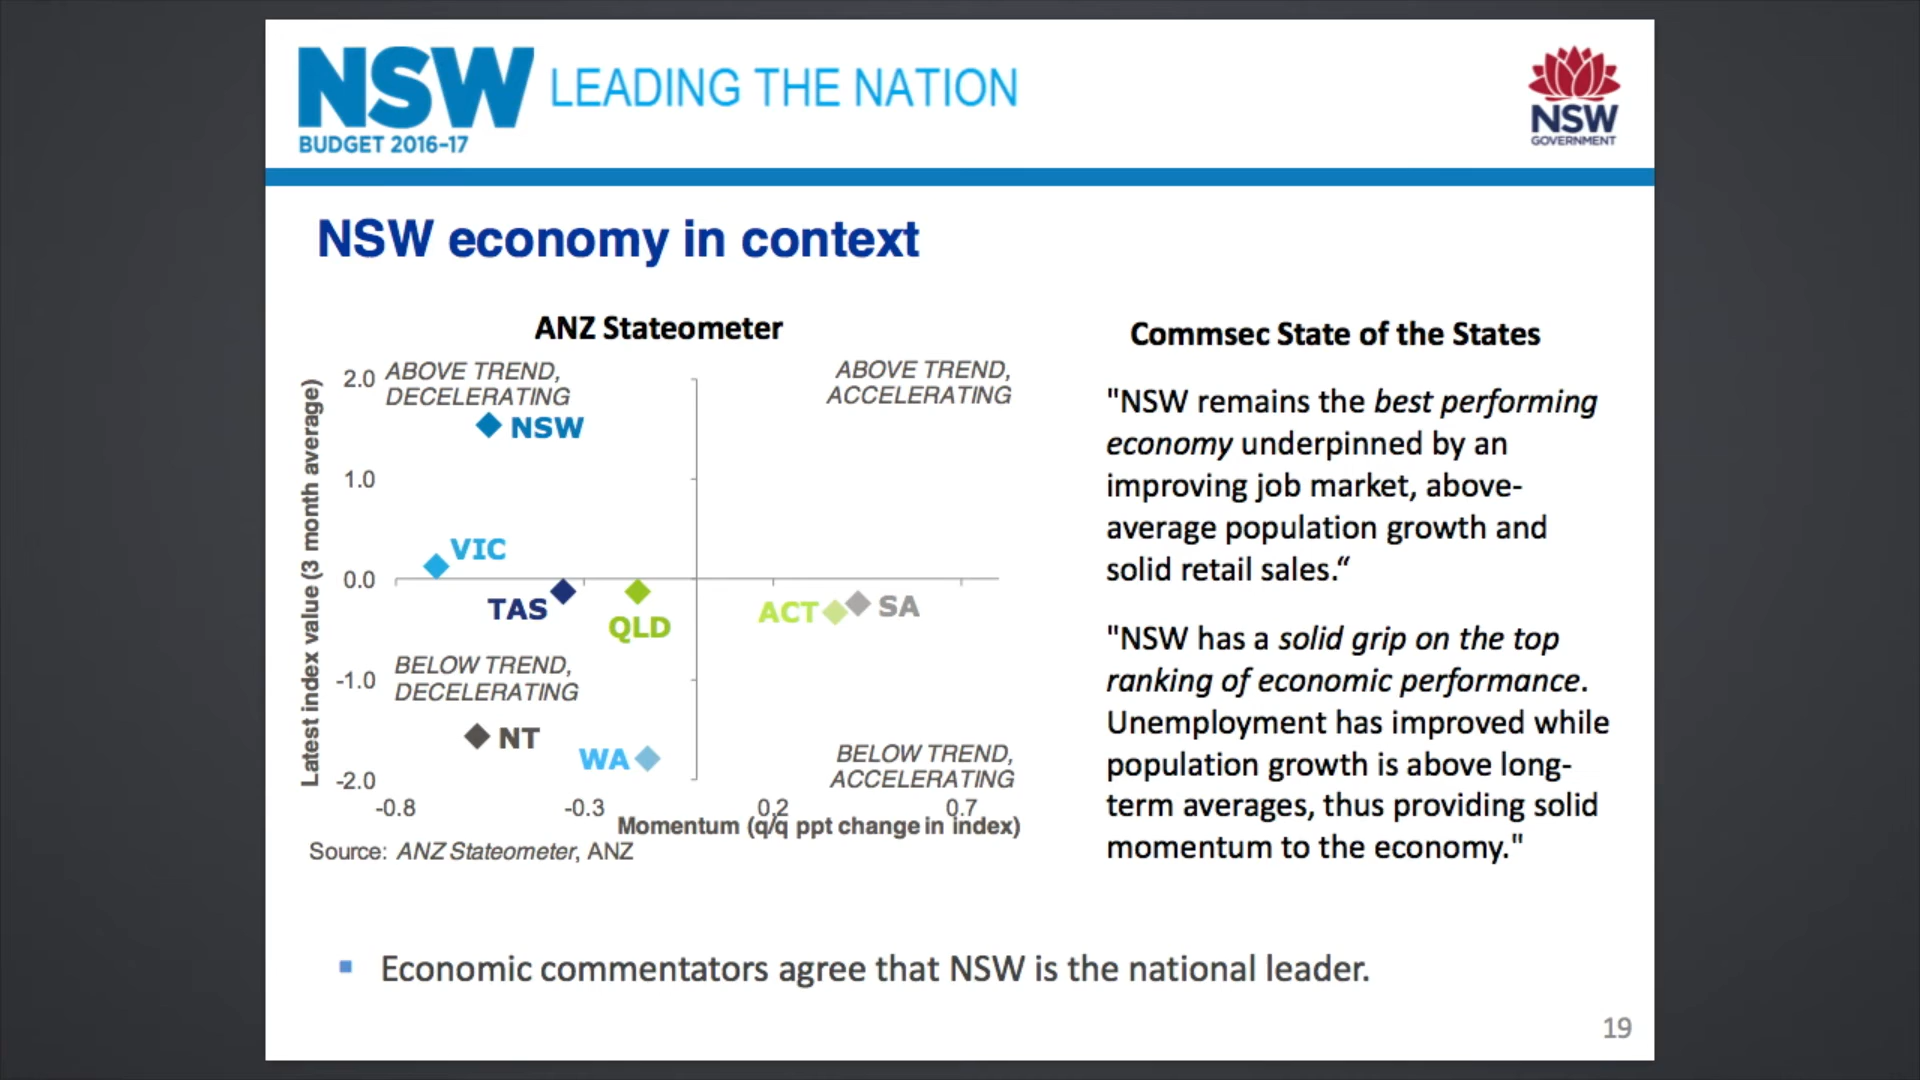 NSW LEADING THE NATION
BUDGET 2016-17
NSW
GOVERNMENT
NSW economy in context
ANZ Stateometer
Latest index value (3 month average)
2.0
1.0
0.0
-1.0
-2.0
ABOVE TREND,
DECELERATING
ABOVE TREND,
ACCELERATING
NSW
VIC
TAS
QLD
ACT
SA
BELOW TREND,
DECELERATING
NT
WA
BELOW TREND,
ACCELERATING
-0.8 -0.3 0.2 0.7
Momentum (q/q ppt change in index)
Source: ANZ Stateometer, ANZ
Commsec State of the States
"NSW remains the best performing
economy underpinned by an
improving job market, above-
average population growth and
solid retail sales.“
"NSW has a solid grip on the top
ranking of economic performance.
Unemployment has improved while
population growth is above long-
term averages, thus providing solid
momentum to the economy."
Economic commentators agree that NSW is the national leader.
19